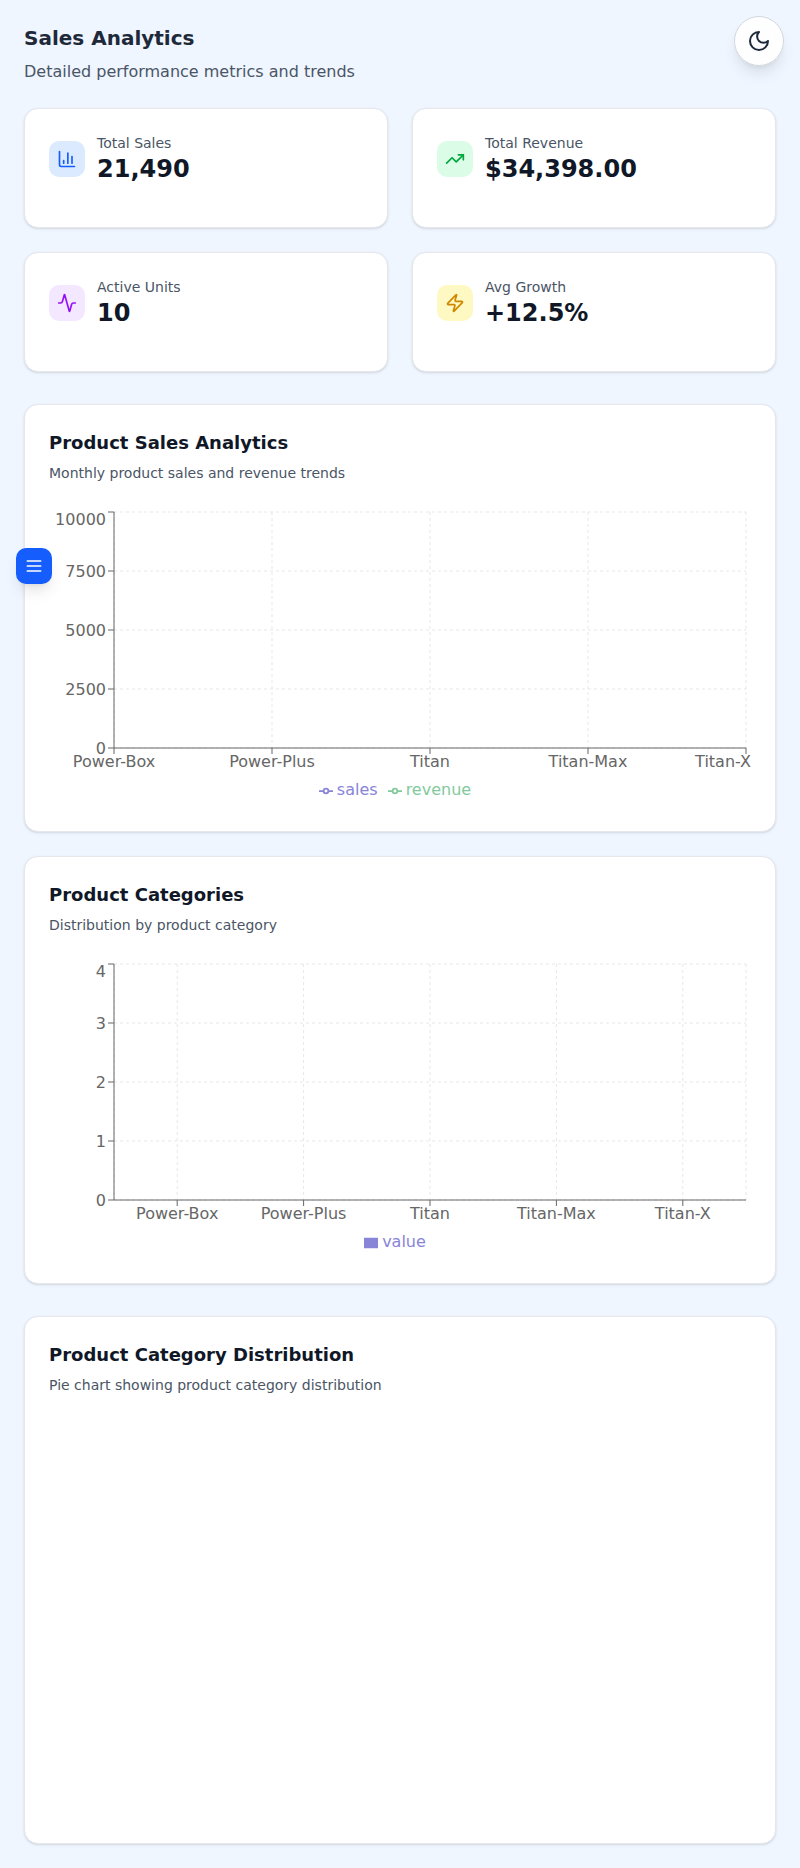 Sales Analytics
Detailed performance metrics and trends
Total Sales
21,490
Total Revenue
$34,398.00
Active Units
10
Avg Growth
+12.5%
Product Sales Analytics
Monthly product sales and revenue trends
10000
7500
5000
2500
0
Power-Box Power-Plus Titan Titan-Max Titan-X
sales revenue
Product Categories
Distribution by product category
4
3
2
1
0
Power-Box Power-Plus Titan Titan-Max Titan-X
value
Product Category Distribution
Pie chart showing product category distribution